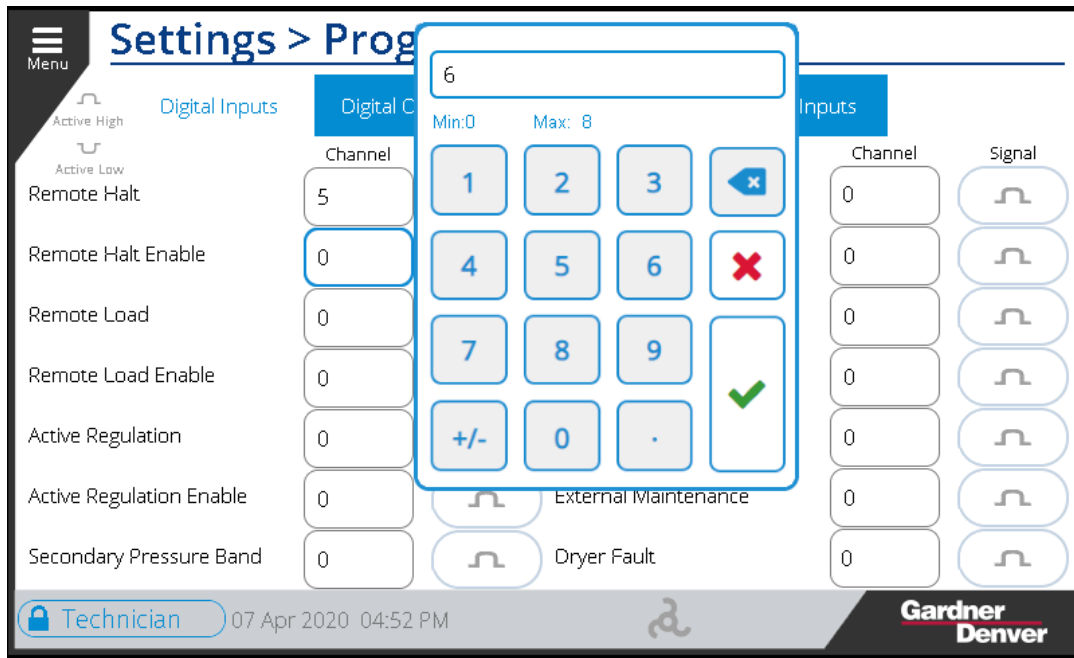 Settings > Prog
Menu
6
Min:0 Max: 8
Active High
Digital Inputs
Digital C
Inputs
Active Low
Channel
Channel Signal
Remote Halt 5
0
Remote Halt Enable 0
0
Remote Load 0
0
Remote Load Enable 0
0
Active Regulation 0
0
Active Regulation Enable 0
External Maintenance 0
Secondary Pressure Band 0
Dryer Fault 0
1 2 3
4 5 6
7 8 9
+/- 0 .
Technician 07 Apr 2020 04:52 PM
Gardner
Denver